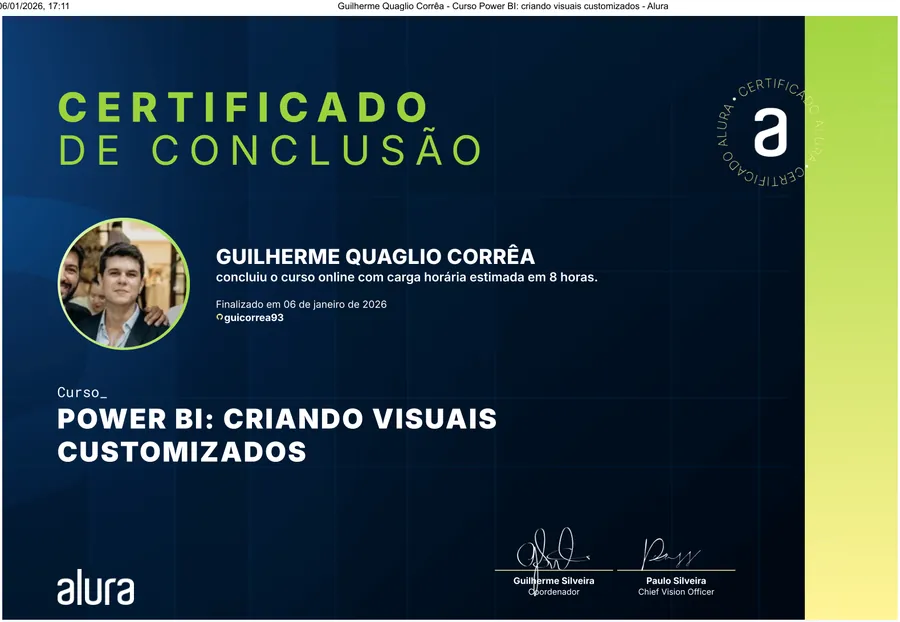 06/01/2026, 17:11
Guilherme Quaglio Corrêa - Curso Power BI: criando visuais customizados - Alura
CERTIFICADO
DE CONCLUSÃO
CERTIFICADO ALURA • CERTIFICADO ALURA •
a
GUILHERME QUAGLIO CORRÊA
concluiu o curso online com carga horária estimada em 8 horas.
Finalizado em 06 de janeiro de 2026
guicorrea93
Curso_
POWER BI: CRIANDO VISUAIS
CUSTOMIZADOS
Guilherme Silveira
Coordenador
Paulo Silveira
Chief Vision Officer
alura